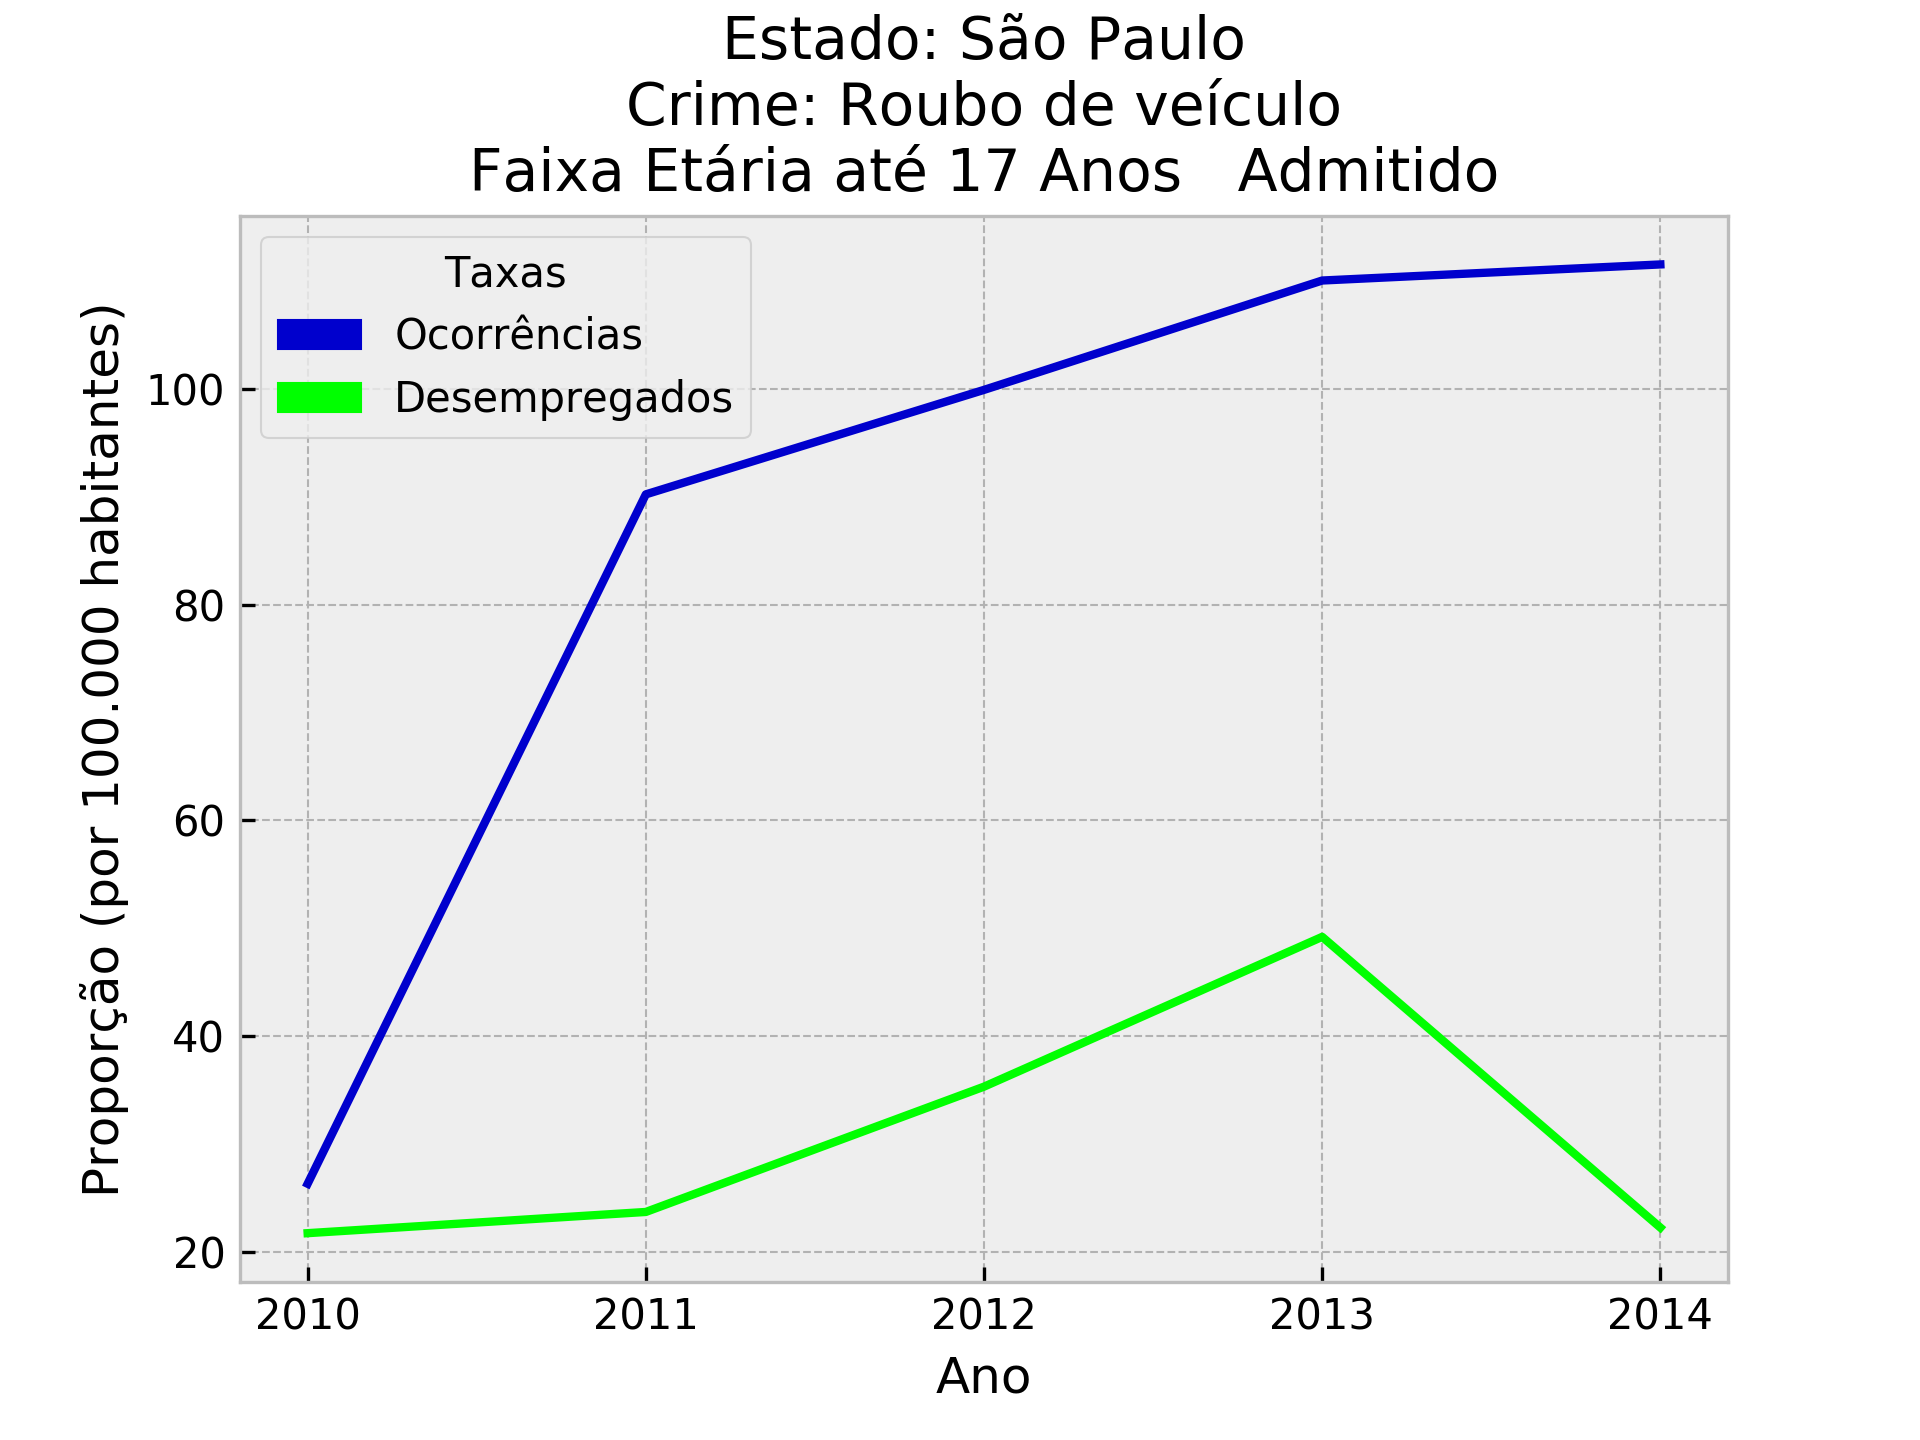 Estado: São Paulo
Crime: Roubo de veículo
Faixa Etária até 17 Anos   Admitido
Taxas
Ocorrências
Desempregados
Proporção (por 100.000 habitantes)
100
80
60
40
20
2010 2011 2012 2013 2014
Ano